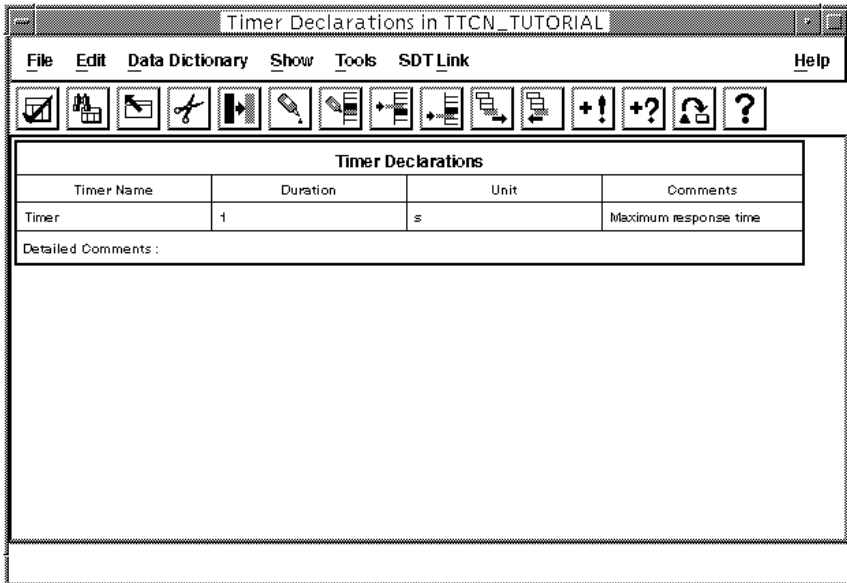 Timer Declarations in TTCN_TUTORIAL
File Edit Data Dictionary Show Tools SDT Link Help
+! +? ?
Timer Declarations
Timer Name Duration Unit Comments
Timer 1 s Maximum response time
Detailed Comments :